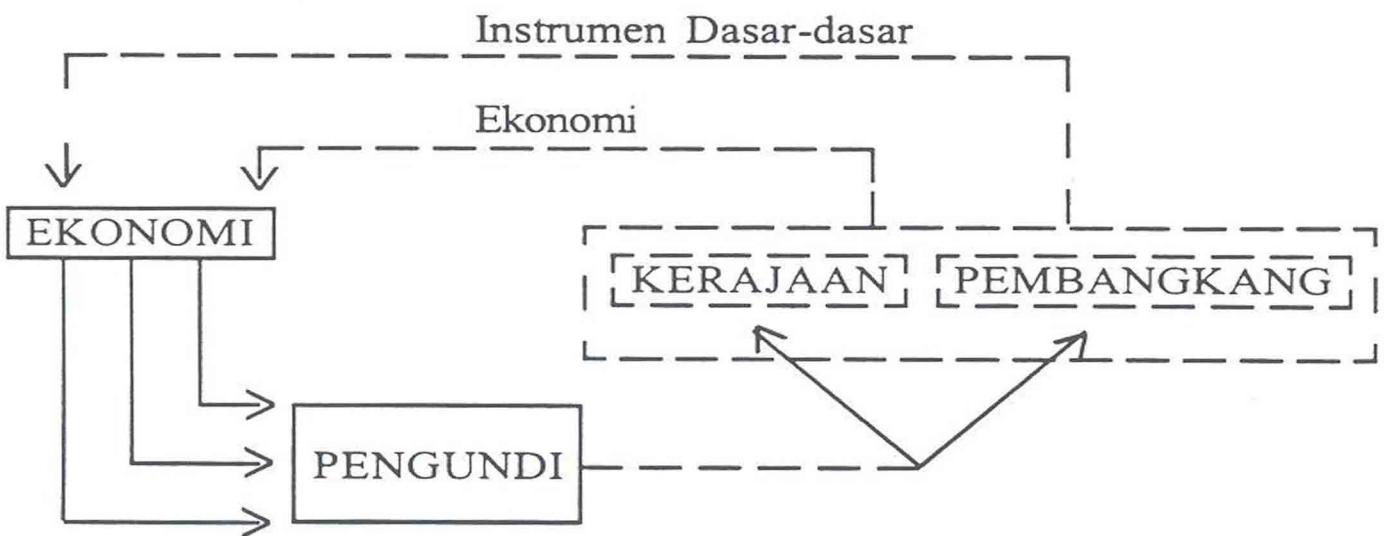 Instrumen Dasar-dasar
Ekonomi
EKONOMI
KERAJAAN PEMBANGKANG
PENGUNDI